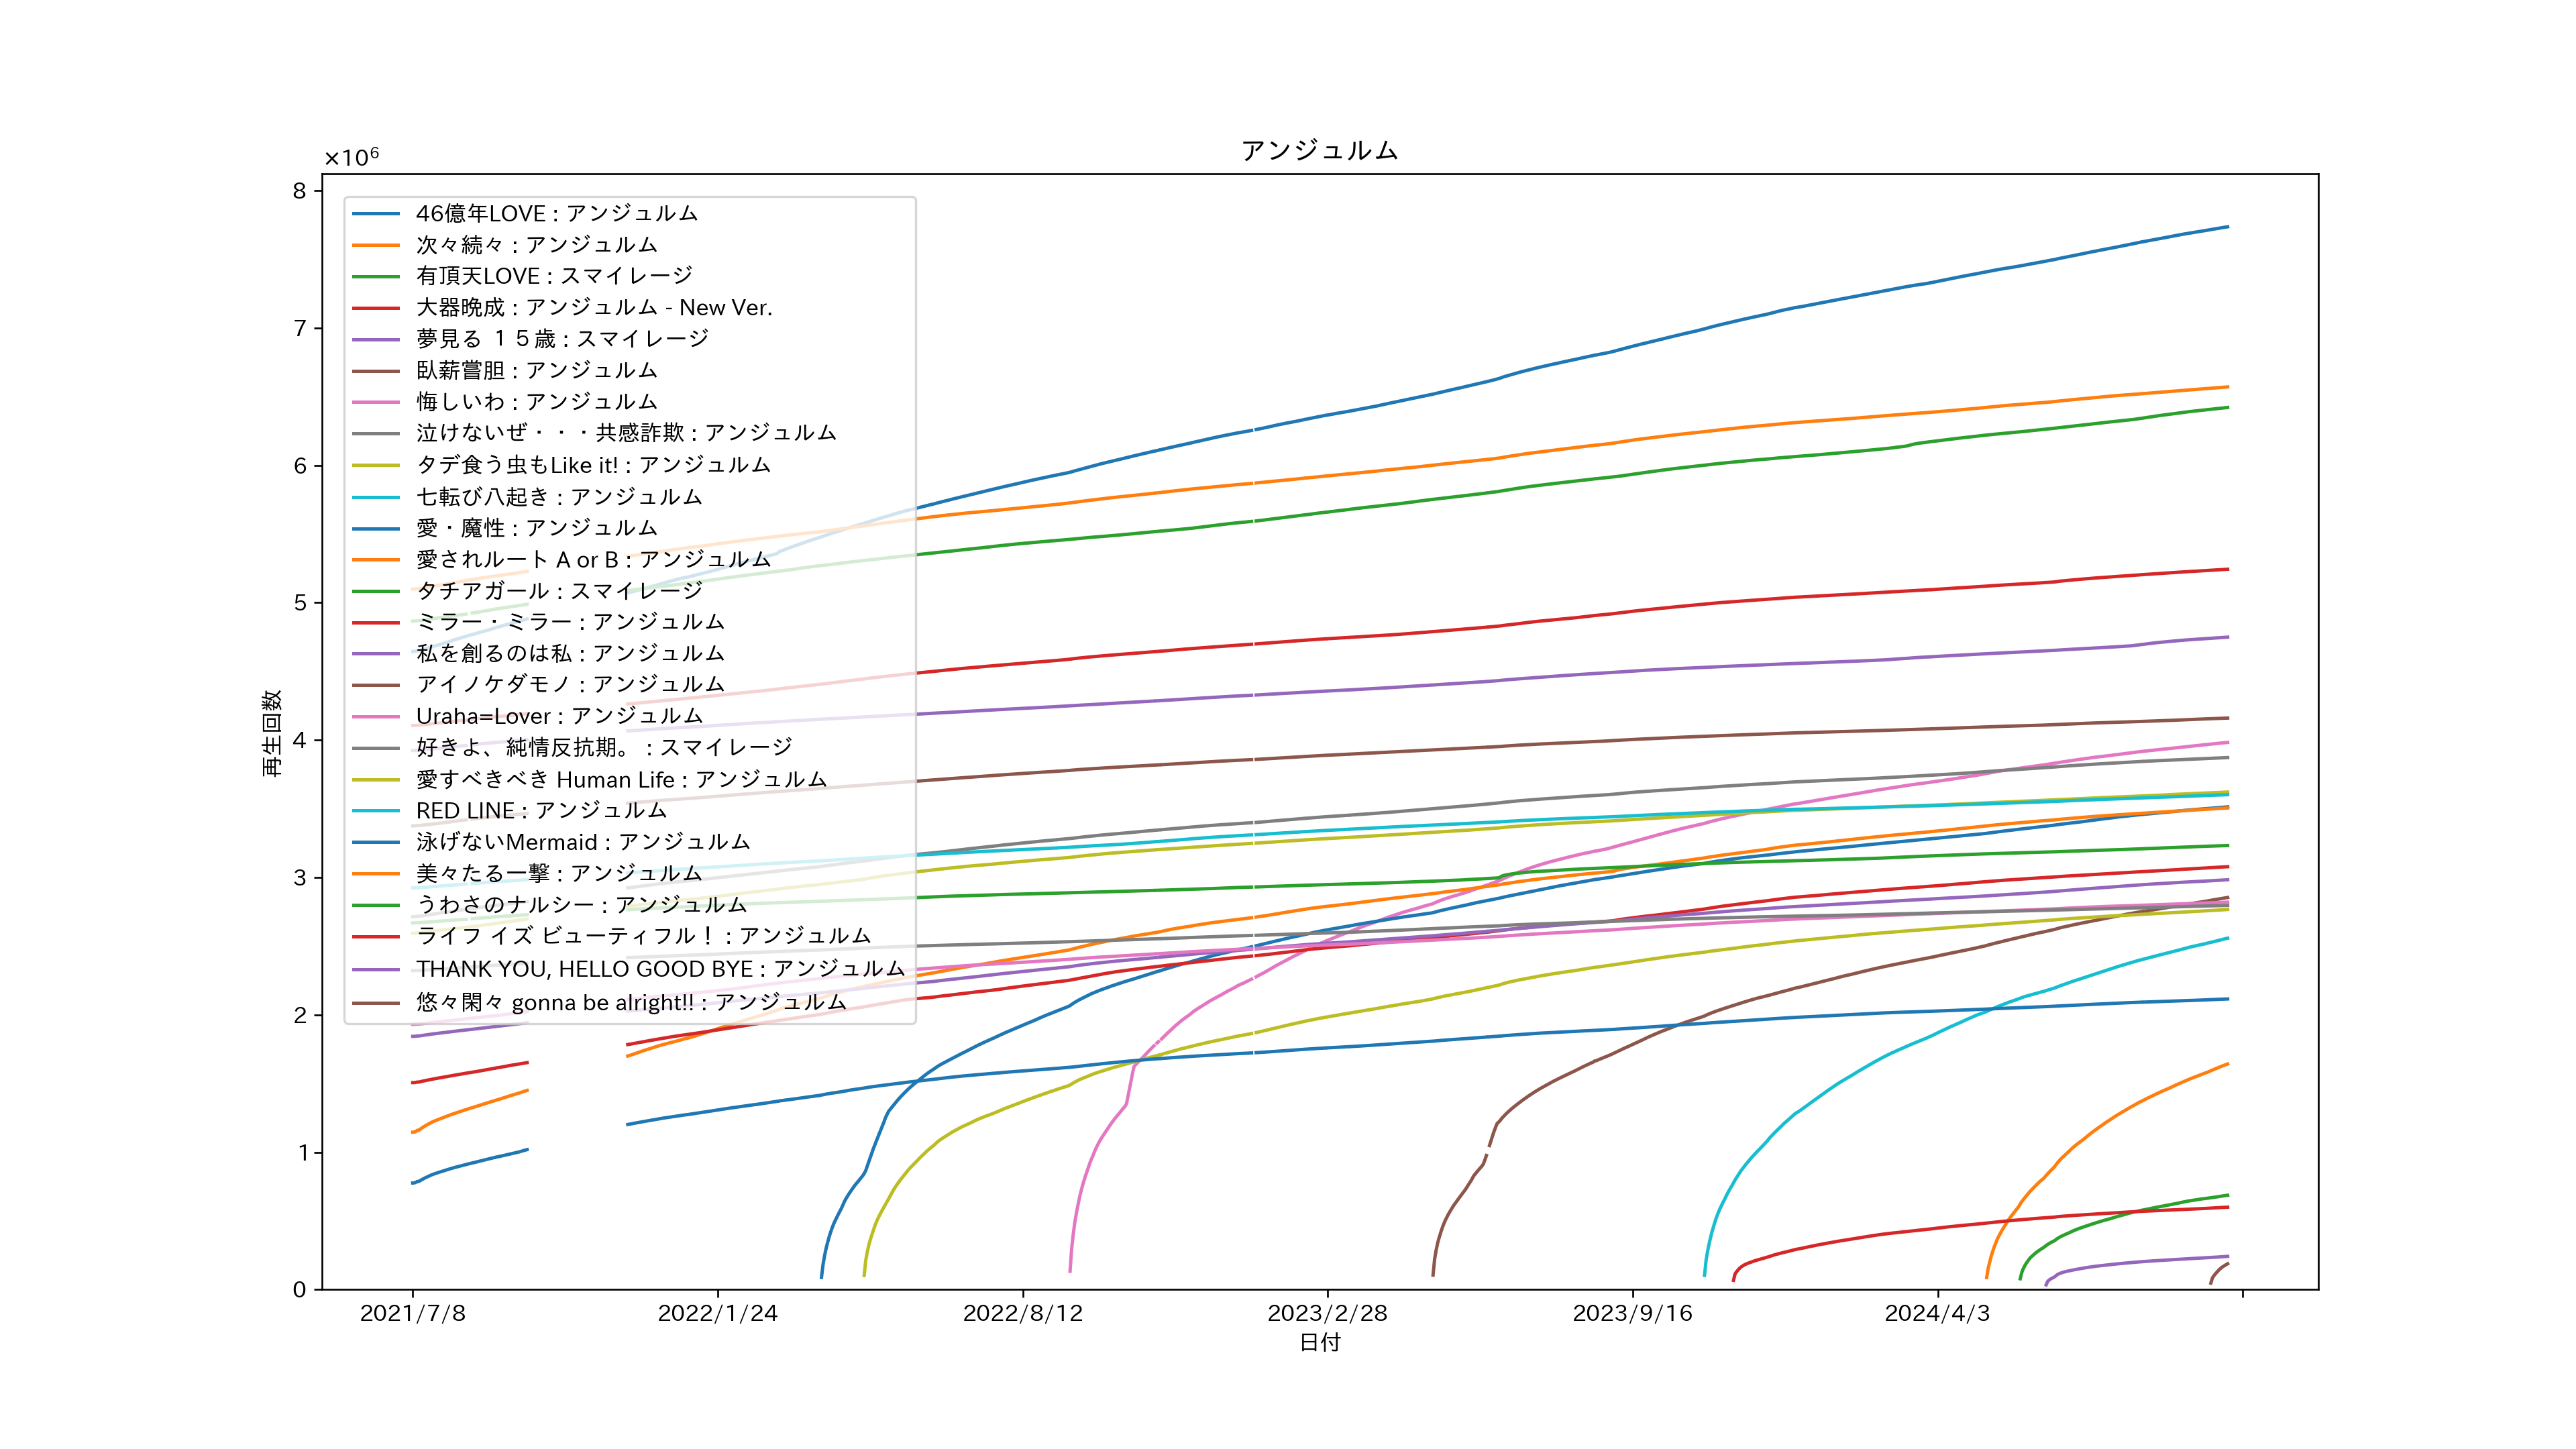 アンジュルム
×10⁶
8
7
6
5
4
3
2
1
0
再生回数
46億年LOVE : アンジュルム
次々続々 : アンジュルム
有頂天LOVE : スマイレージ
大器晩成 : アンジュルム - New Ver.
夢見る １５歳 : スマイレージ
臥薪嘗胆 : アンジュルム
悔しいわ : アンジュルム
泣けないぜ・・・共感詐欺 : アンジュルム
タデ食う虫もLike it! : アンジュルム
七転び八起き : アンジュルム
愛・魔性 : アンジュルム
愛されルート A or B : アンジュルム
タチアガール : スマイレージ
ミラー・ミラー : アンジュルム
私を創るのは私 : アンジュルム
アイノケダモノ : アンジュルム
Uraha=Lover : アンジュルム
好きよ、純情反抗期。 : スマイレージ
愛すべきべき Human Life : アンジュルム
RED LINE : アンジュルム
泳げないMermaid : アンジュルム
美々たる一撃 : アンジュルム
うわさのナルシー : アンジュルム
ライフ イズ ビューティフル！ : アンジュルム
THANK YOU, HELLO GOOD BYE : アンジュルム
悠々閑々 gonna be alright!! : アンジュルム
2021/7/8 2022/1/24 2022/8/12 2023/2/28 2023/9/16 2024/4/3
日付